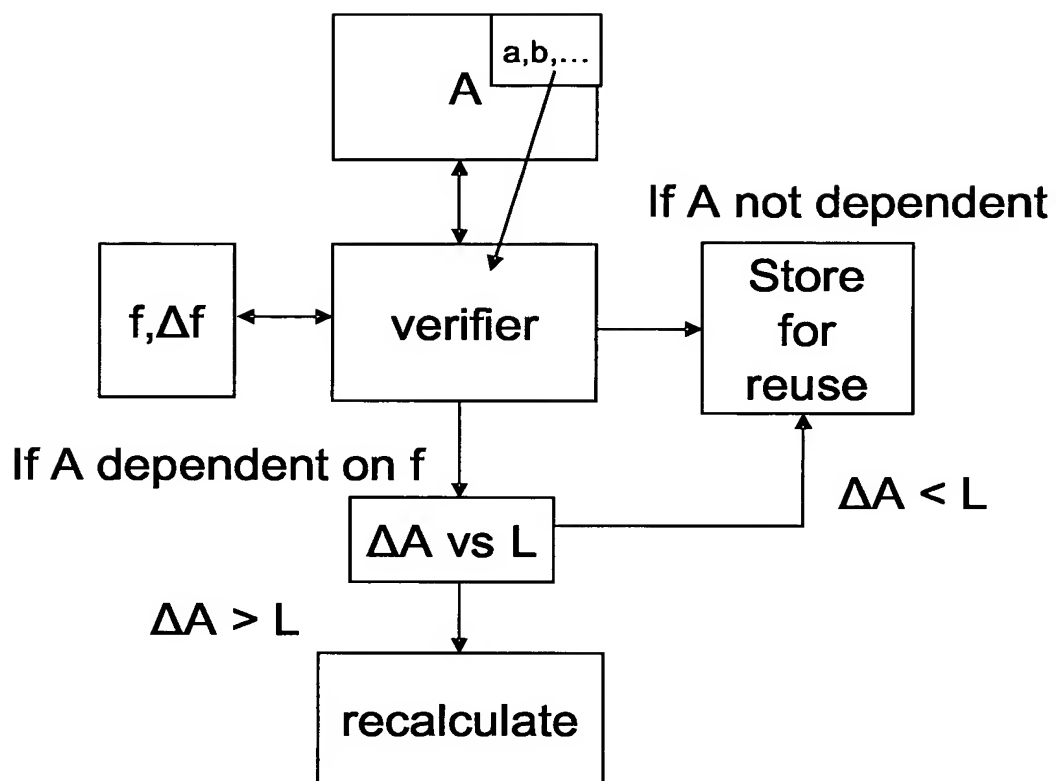 a,b,...
A
If A not dependent
f,Δf
verifier
Store
for
reuse
If A dependent on f
ΔA vs L
ΔA < L
ΔA > L
recalculate